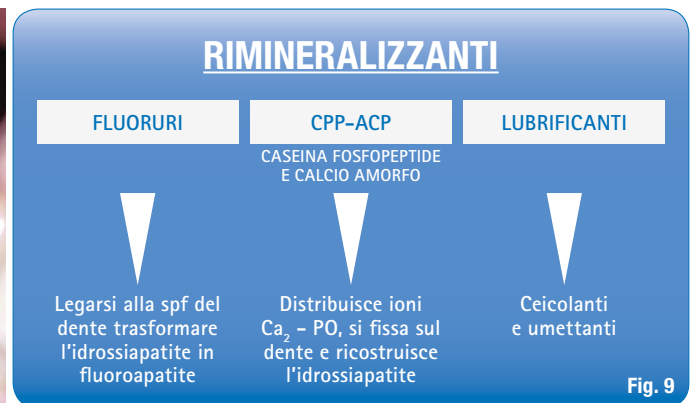 RIMINERALIZZANTI
FLUORURI
CPP-ACP
LUBRIFICANTI
CASEINA FOSFOPEPTIDE
E CALCIO AMORFO
Legarsi alla spf del
dente trasformare
l'idrossiapatite in
fluoroapatite
Distribuisce ioni
Ca₂ - PO, si fissa sul
dente e ricostruisce
l'idrossiapatite
Ceicolanti
e umettanti
Fig. 9